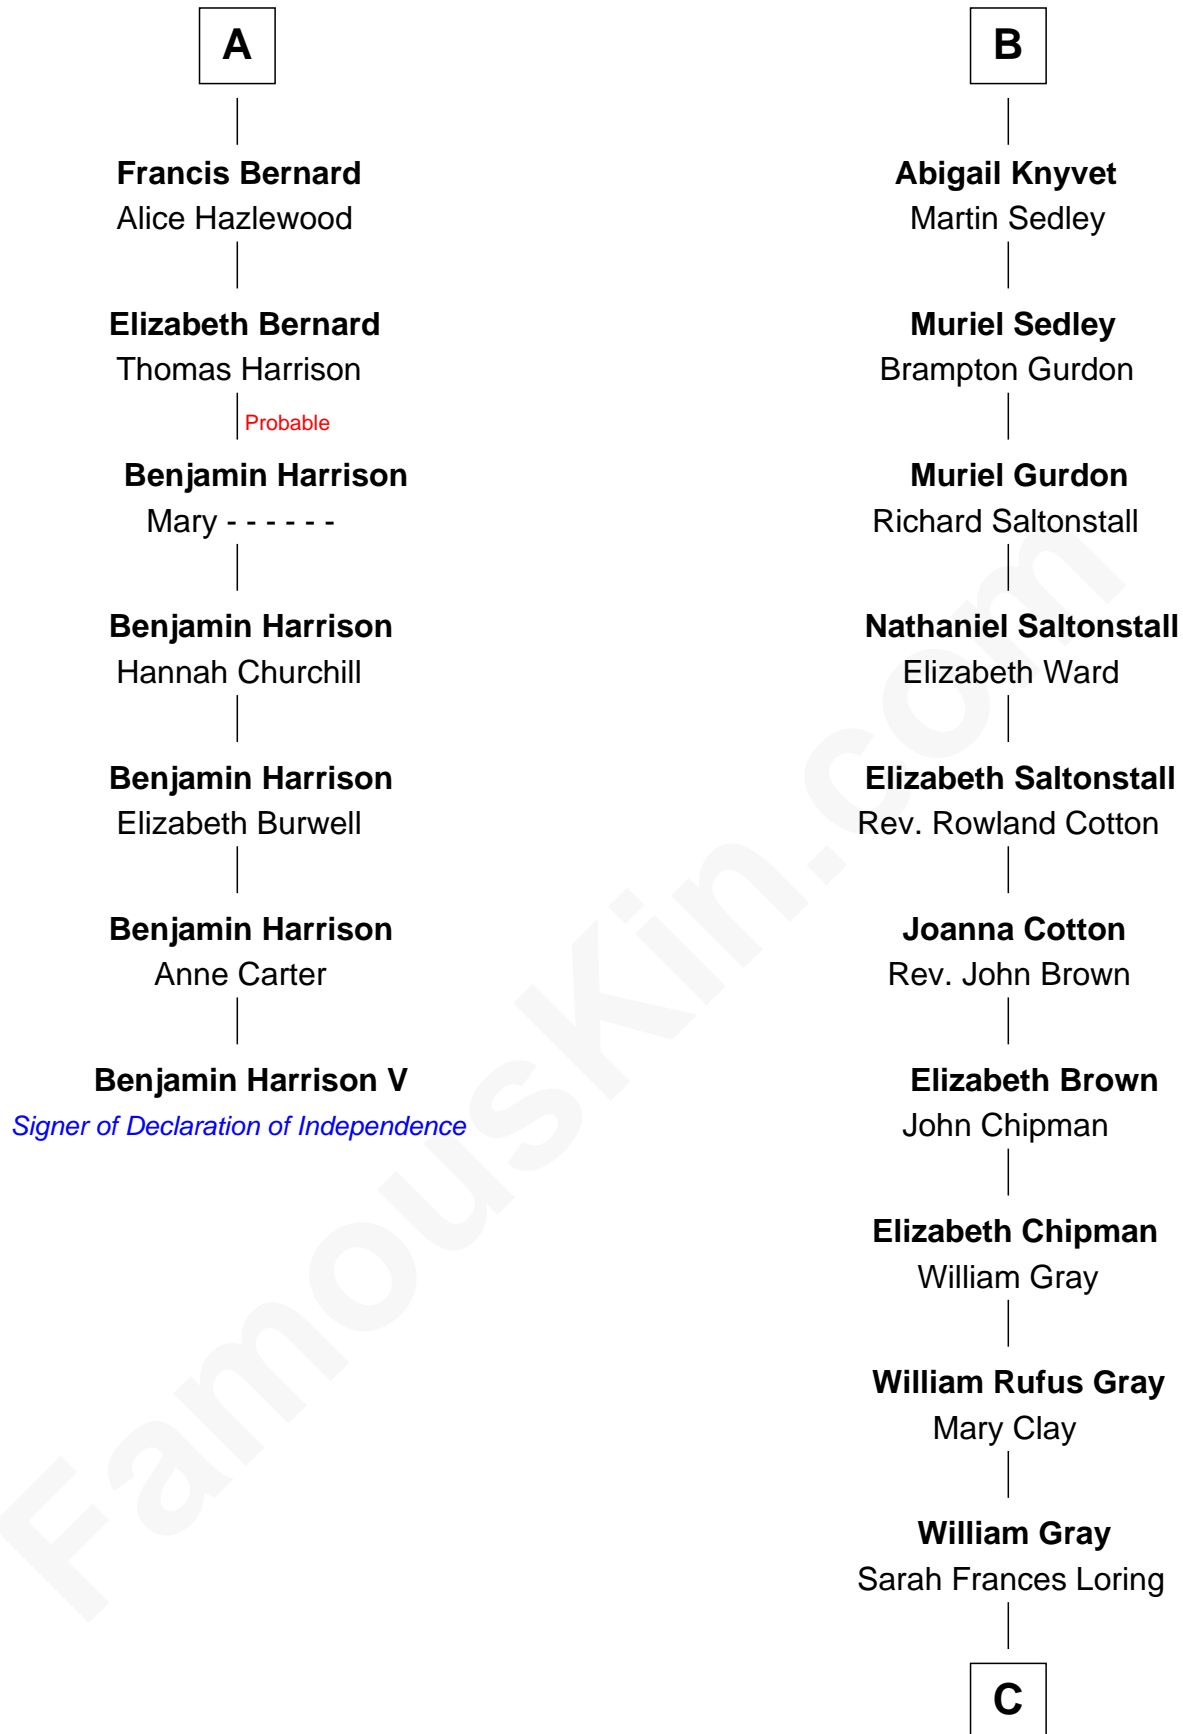 A
Francis Bernard
Alice Hazlewood
Elizabeth Bernard
Thomas Harrison
Probable
Benjamin Harrison
Mary - - - - - -
Benjamin Harrison
Hannah Churchill
Benjamin Harrison
Elizabeth Burwell
Benjamin Harrison
Anne Carter
Benjamin Harrison V
Signer of Declaration of Independence
B
Abigail Knyvet
Martin Sedley
Muriel Sedley
Brampton Gurdon
Muriel Gurdon
Richard Saltonstall
Nathaniel Saltonstall
Elizabeth Ward
Elizabeth Saltonstall
Rev. Rowland Cotton
Joanna Cotton
Rev. John Brown
Elizabeth Brown
John Chipman
Elizabeth Chipman
William Gray
William Rufus Gray
Mary Clay
William Gray
Sarah Frances Loring
C
FamousKin.com